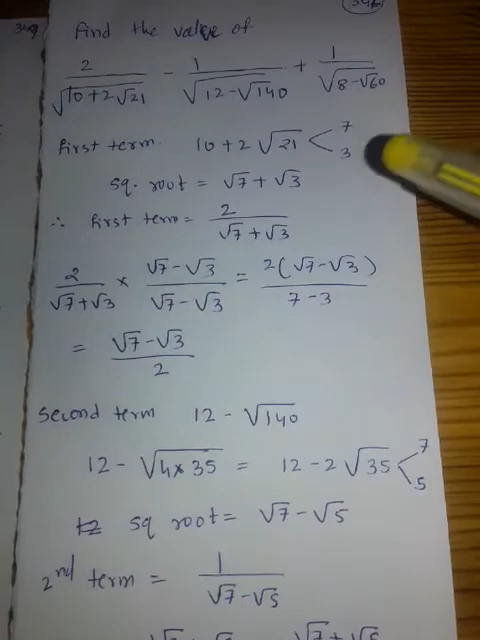 Find the value of
2/√(10+2√21) - 1/√(12-√140) + 1/√(8-√60)
First term. 10+2√21 < 7 3
sq. root = √7+√3
∴ First term = 2/(√7+√3)
2/(√7+√3) × (√7-√3)/(√7-√3) = 2(√7-√3)/(7-3)
= (√7-√3)/2
Second term 12-√140
12-√(4×35) = 12-2√35 < 7 5
sq root = √7-√5
2nd term = 1/(√7-√5)